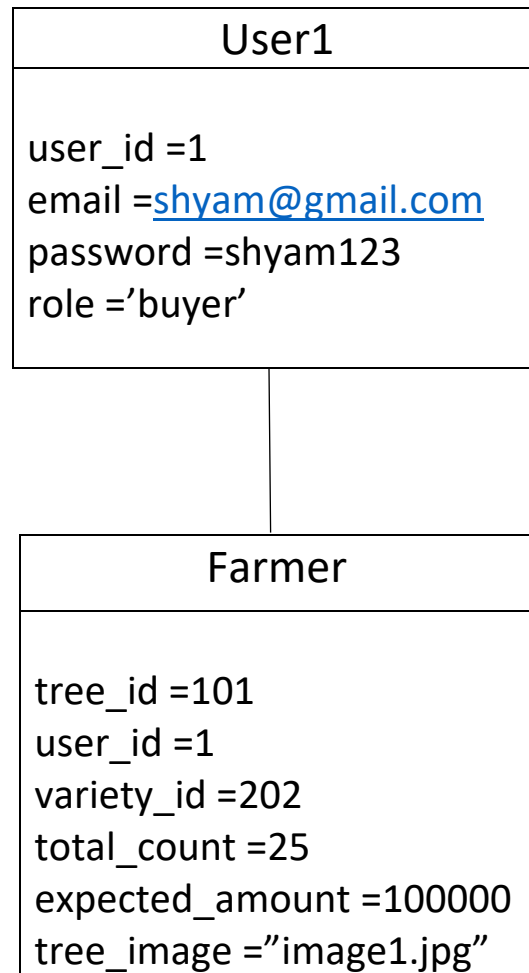 User1
user_id =1
email =shyam@gmail.com
password =shyam123
role =’buyer’
Farmer
tree_id =101
user_id =1
variety_id =202
total_count =25
expected_amount =100000
tree_image =”image1.jpg”